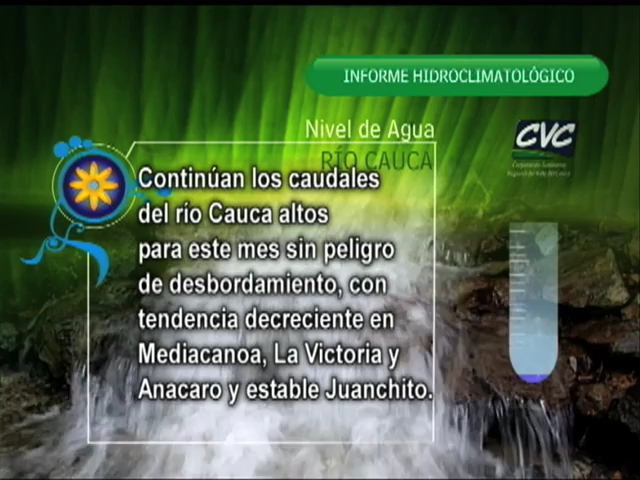 INFORME HIDROCLIMATOLÓGICO
Nivel de Agua
RÍO CAUCA
CVC
Continúan los caudales
del río Cauca altos
para este mes sin peligro
de desbordamiento, con
tendencia decreciente en
Mediacanoa, La Victoria y
Anacaro y estable Juanchito.